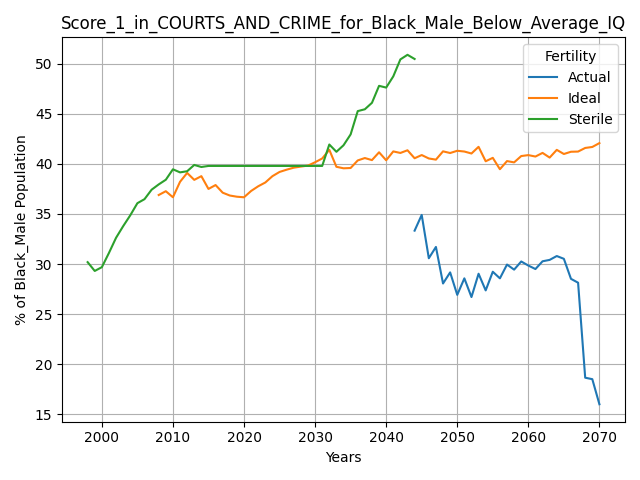 Score_1_in_COURTS_AND_CRIME_for_Black_Male_Below_Average_IQ
Fertility
Actual
Ideal
Sterile
% of Black_Male Population
50
45
40
35
30
25
20
15
2000 2010 2020 2030 2040 2050 2060 2070
Years